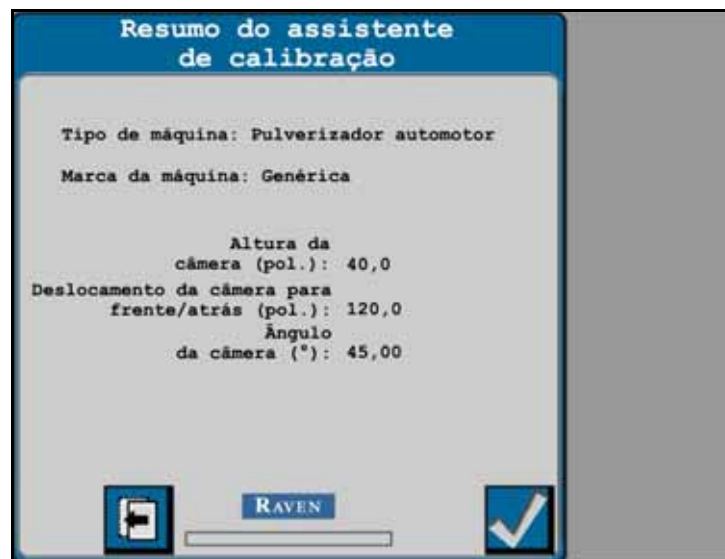 Resumo do assistente
de calibração
Tipo de máquina: Pulverizador automotor
Marca da máquina: Genérica
Altura da
câmera (pol.): 40,0
Deslocamento da câmera para
frente/atrás (pol.): 120,0
Ângulo
da câmera (°): 45,00
RAVEN